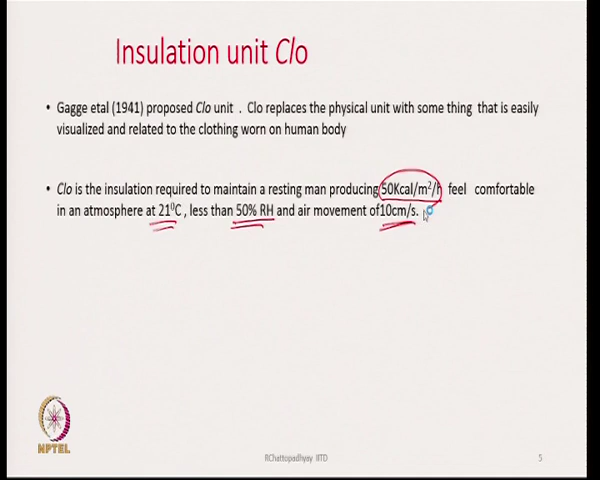 Insulation unit Clo
• Gagge etal (1941) proposed Clo unit . Clo replaces the physical unit with some thing that is easily
visualized and related to the clothing worn on human body
• Clo is the insulation required to maintain a resting man producing 50Kcal/m²/h feel comfortable
in an atmosphere at 21⁰C , less than 50% RH and air movement of10cm/s.
NPTEL
RChattopadhyay IITD
5